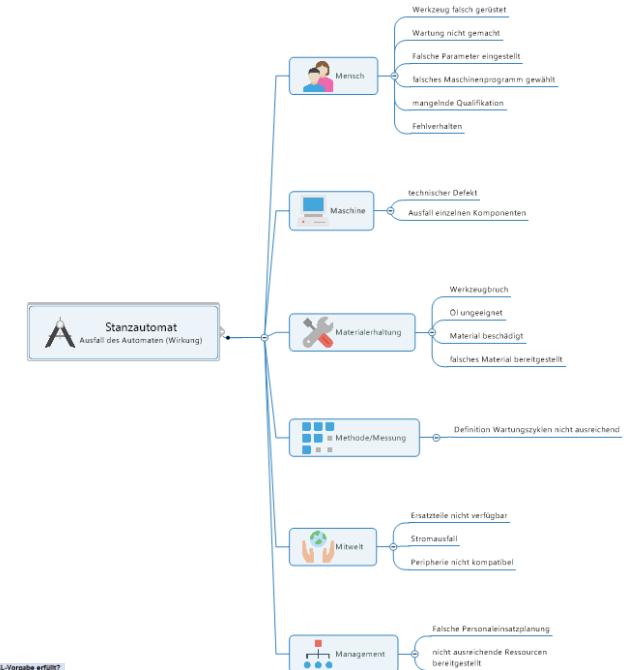 Werkzeug falsch gerüstet
Wartung nicht gemacht
Falsche Parameter eingestellt
falsches Maschinenprogramm gewählt
mangelnde Qualifikation
Fehlverhalten
Mensch
technischer Defekt
Ausfall einzelnen Komponenten
Maschine
Stanzautomat
Ausfall des Automaten (Wirkung)
Werkzeugbruch
Öl ungeeignet
Material beschädigt
falsches Material bereitgestellt
Materialerhaltung
Definition Wartungszyklen nicht ausreichend
Methode/Messung
Ersatzteile nicht verfügbar
Stromausfall
Peripherie nicht kompatibel
Mitwelt
Falsche Personaleinsatzplanung
nicht ausreichende Ressourcen
bereitgestellt
Management
L-Vorgabe erfüllt?